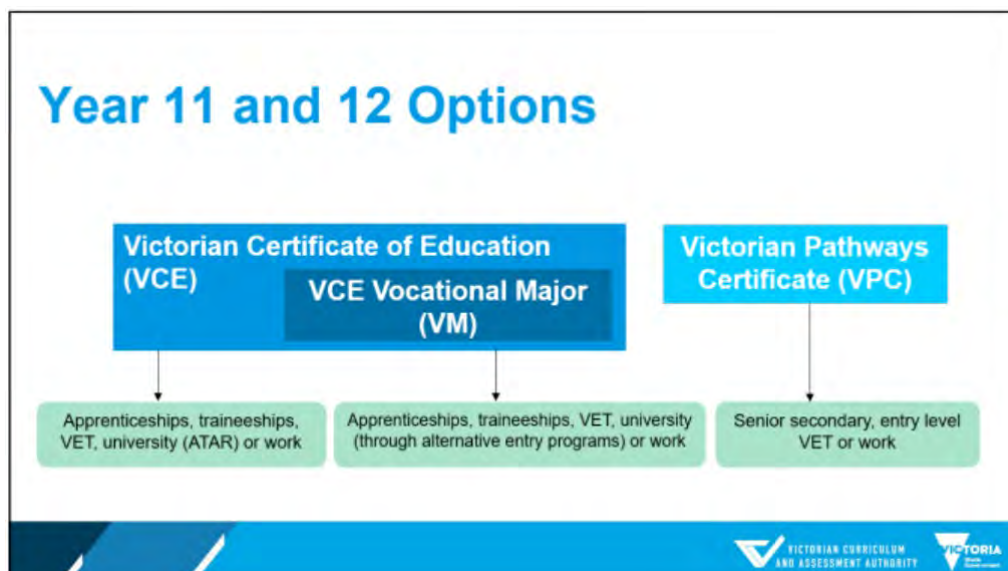 Year 11 and 12 Options
Victorian Certificate of Education
(VCE)
VCE Vocational Major
(VM)
Victorian Pathways
Certificate (VPC)
Apprenticeships, traineeships,
VET, university (ATAR) or work
Apprenticeships, traineeships, VET, university
(through alternative entry programs) or work
Senior secondary, entry level
VET or work
VICTORIAN CURRICULUM
AND ASSESSMENT AUTHORITY
VICTORIA
State
Government